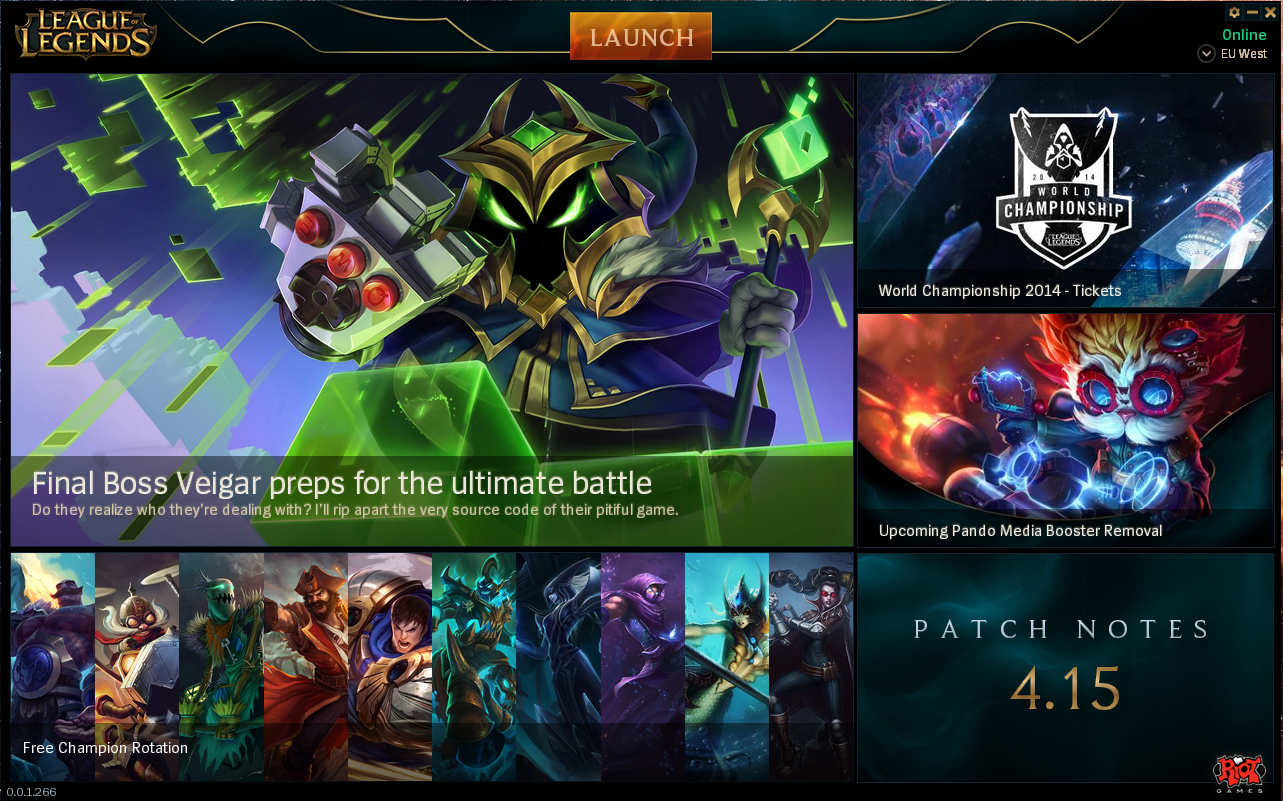 LEAGUE OF
LEGENDS
LAUNCH
Online
EU West
2014
WORLD
CHAMPIONSHIP
LEAGUE OF
LEGENDS
World Championship 2014 - Tickets
Final Boss Veigar preps for the ultimate battle
Do they realize who they're dealing with? I'll rip apart the very source code of their pitiful game.
Upcoming Pando Media Booster Removal
PATCH NOTES
4.15
Free Champion Rotation
RIOT
GAMES
0.0.1.266